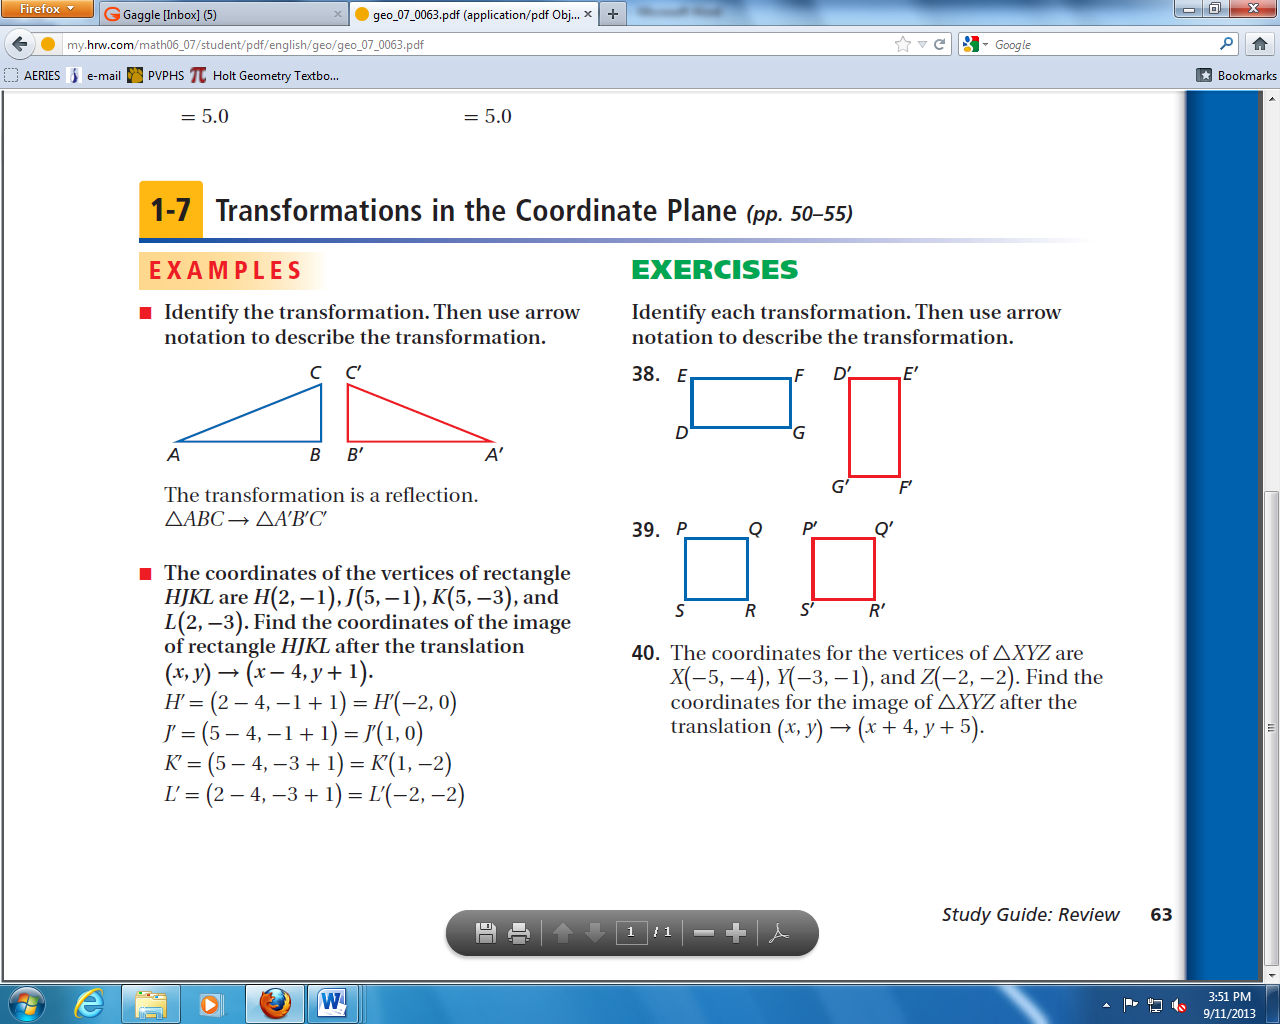 Firefox
Gaggle [Inbox] (5)
geo_07_0063.pdf (application/pdf Obj...
Microsoft Word
my.hrw.com/math06_07/student/pdf/english/geo/geo_07_0063.pdf
Google
AERIES
e-mail
PVPHS
Holt Geometry Textbo...
Bookmarks
= 5.0
= 5.0
1-7 Transformations in the Coordinate Plane (pp. 50–55)
EXAMPLES
Identify the transformation. Then use arrow
notation to describe the transformation.
C C′
A B B′ A′
The transformation is a reflection.
△ABC → △A′B′C′
The coordinates of the vertices of rectangle
HJKL are H(2, −1), J(5, −1), K(5, −3), and
L(2, −3). Find the coordinates of the image
of rectangle HJKL after the translation
(x, y) → (x − 4, y + 1).
H′ = (2 − 4, −1 + 1) = H′(−2, 0)
J′ = (5 − 4, −1 + 1) = J′(1, 0)
K′ = (5 − 4, −3 + 1) = K′(1, −2)
L′ = (2 − 4, −3 + 1) = L′(−2, −2)
EXERCISES
Identify each transformation. Then use arrow
notation to describe the transformation.
38. E F D′ E′
D G
G′ F′
39. P Q P′ Q′
S R S′ R′
40. The coordinates for the vertices of △XYZ are
X(−5, −4), Y(−3, −1), and Z(−2, −2). Find the
coordinates for the image of △XYZ after the
translation (x, y) → (x + 4, y + 5).
Study Guide: Review 63
1 / 1
3:51 PM
9/11/2013